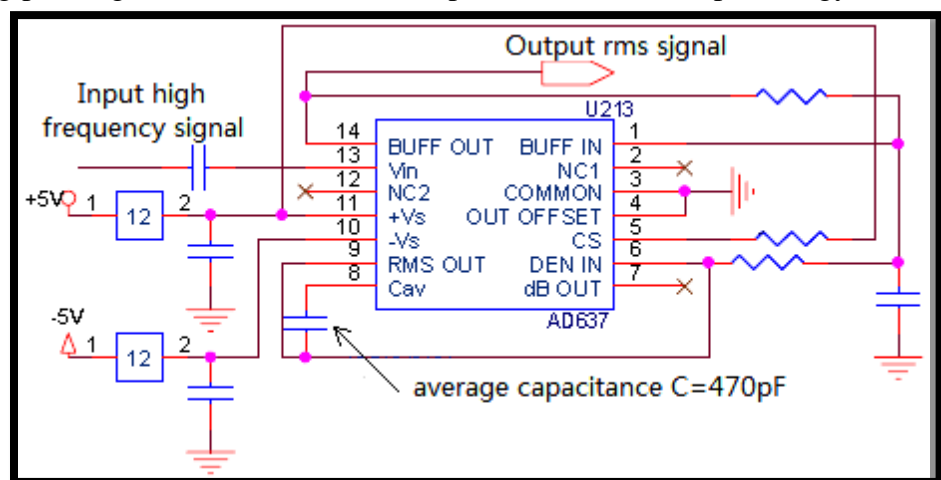 Output rms sjgnal
Input high
frequency signal
U213
14 BUFF OUT BUFF IN 1
13 Vin NC1 2
12 NC2 COMMON 3
11 +Vs OUT OFFSET 4
10 -Vs CS 5
9 RMS OUT DEN IN 6
8 Cav dB OUT 7
AD637
+5V 1 12 2
-5V
1 12 2
average capacitance C=470pF